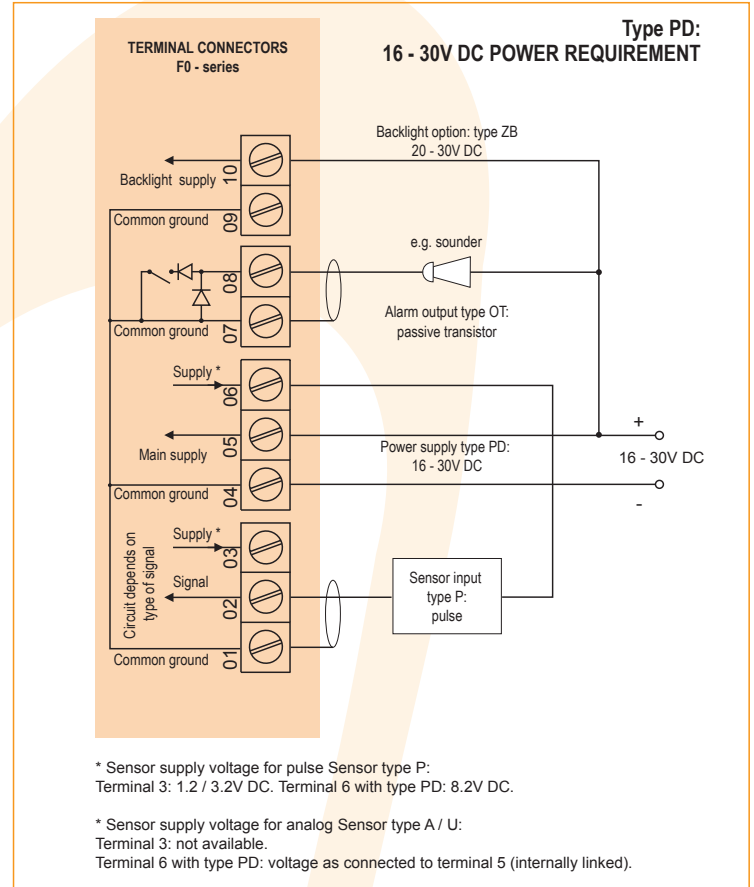 Type PD:
16 - 30V DC POWER REQUIREMENT
TERMINAL CONNECTORS
F0 - series
Backlight option: type ZB
20 - 30V DC
10
Backlight supply
09
Common ground
e.g. sounder
08
Alarm output type OT:
passive transistor
07
Common ground
Supply *
06
05
Main supply
Power supply type PD:
16 - 30V DC
+
16 - 30V DC
-
04
Common ground
Supply *
03
Circuit depends on
type of signal
Signal
02
Sensor input
type P:
pulse
01
Common ground
* Sensor supply voltage for pulse Sensor type P:
Terminal 3: 1.2 / 3.2V DC. Terminal 6 with type PD: 8.2V DC.
* Sensor supply voltage for analog Sensor type A / U:
Terminal 3: not available.
Terminal 6 with type PD: voltage as connected to terminal 5 (internally linked).